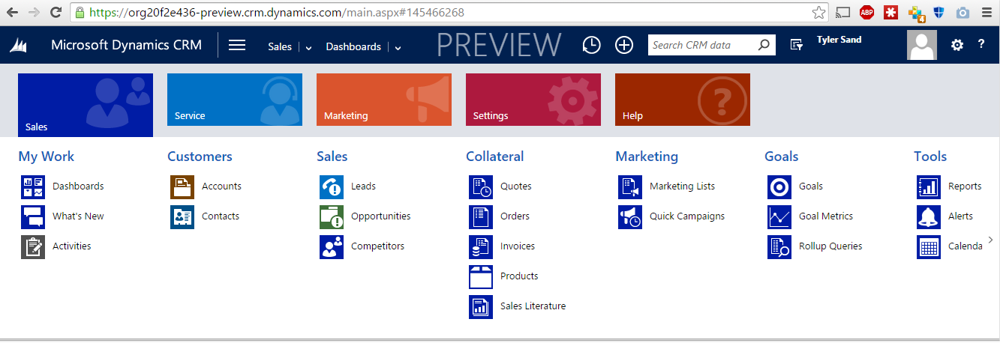 https://org20f2e436-preview.crm.dynamics.com/main.aspx#145466268
ABP
4
Microsoft Dynamics CRM Sales Dashboards PREVIEW Search CRM data Tyler Sand ?
Sales Service Marketing Settings Help
?
My Work Customers Sales Collateral Marketing Goals Tools
Dashboards Accounts Leads Quotes Marketing Lists Goals Reports
What's New Contacts Opportunities Orders Quick Campaigns Goal Metrics Alerts
Activities Competitors Invoices Rollup Queries Calenda
Products
Sales Literature